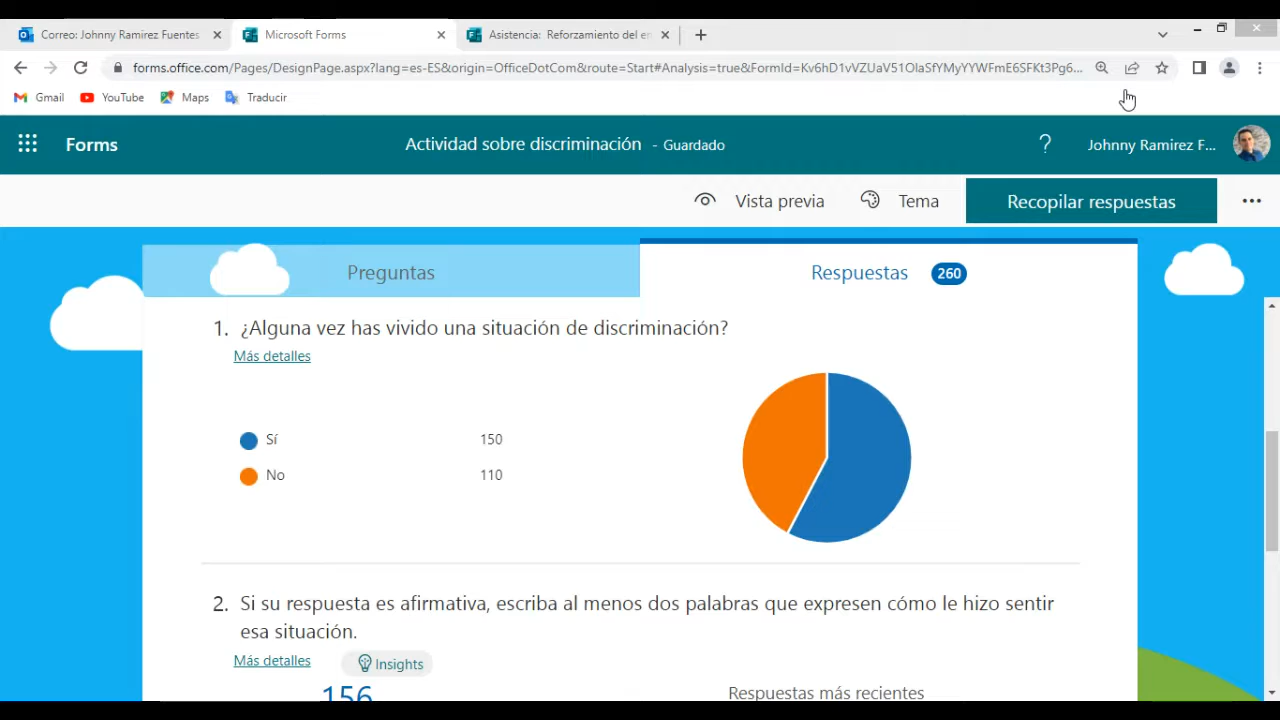 Correo: Johnny Ramirez Fuentes
Microsoft Forms
Asistencia: Reforzamiento del e
forms.office.com/Pages/DesignPage.aspx?lang=es-ES&origin=OfficeDotCom&route=Start#Analysis=true&FormId=Kv6hD1vVZUaV51OlaSfYMyYYWFmE6SFKt3Pg6...
Gmail YouTube Maps Traducir
Forms
Actividad sobre discriminación - Guardado
? Johnny Ramirez F...
Vista previa Tema Recopilar respuestas
Preguntas Respuestas 260
1. ¿Alguna vez has vivido una situación de discriminación?
Más detalles
Sí 150
No 110
2. Si su respuesta es afirmativa, escriba al menos dos palabras que expresen cómo le hizo sentir
esa situación.
Más detalles Insights
156 Respuestas más recientes